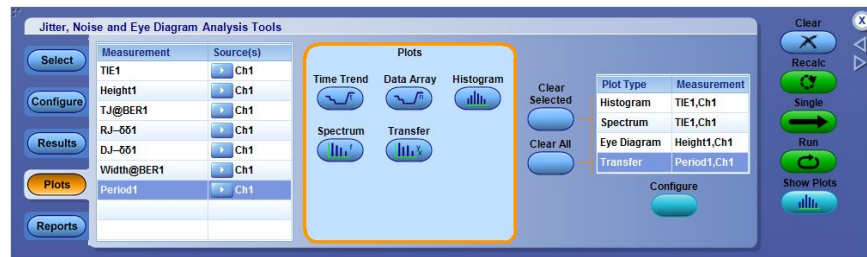 Jitter, Noise and Eye Diagram Analysis Tools
Clear
X
Select
Configure
Results
Plots
Reports
Measurement Source(s)
TIE1 Ch1
Height1 Ch1
TJ@BER1 Ch1
RJ–δδ1 Ch1
DJ–δδ1 Ch1
Width@BER1 Ch1
Period1 Ch1
Plots
Time Trend Data Array Histogram
Spectrum Transfer
Clear Selected
Clear All
Plot Type Measurement
Histogram TIE1,Ch1
Spectrum TIE1,Ch1
Eye Diagram Height1,Ch1
Transfer Period1,Ch1
Configure
Recalc
Single
Run
Show Plots